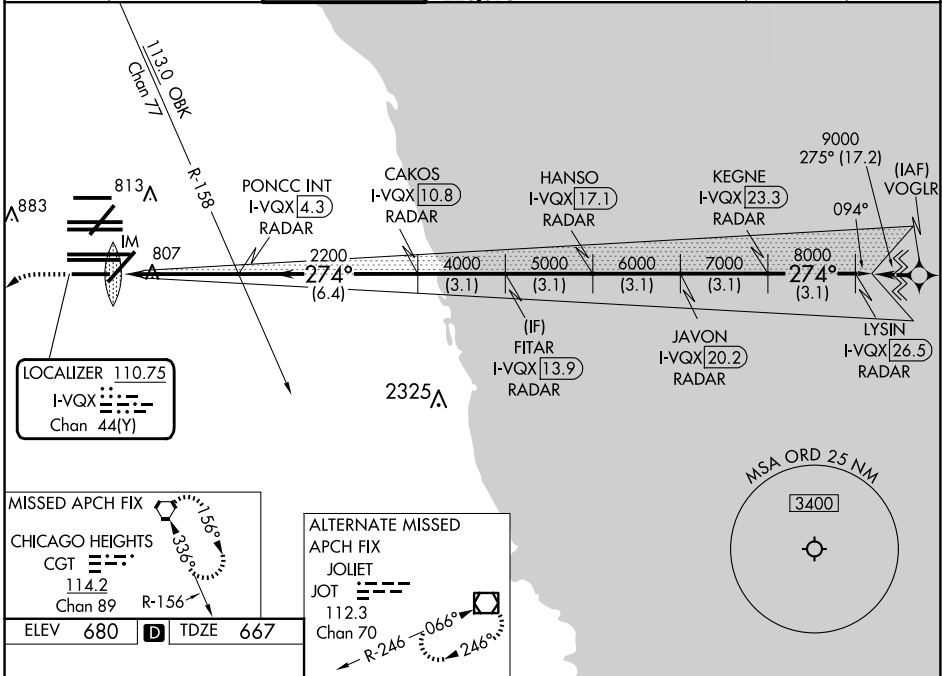 113.0 OBK
Chan 77
R-158
883
813
IM
807
PONCC INT
I-VQX 4.3
RADAR
CAKOS
I-VQX 10.8
RADAR
HANSO
I-VQX 17.1
RADAR
KEGNE
I-VQX 23.3
RADAR
9000
275° (17.2)
(IAF)
VOGLR
094°
2200
274°
(6.4)
4000
(3.1)
5000
(3.1)
6000
(3.1)
7000
(3.1)
8000
274°
(3.1)
(IF)
FITAR
I-VQX 13.9
RADAR
JAVON
I-VQX 20.2
RADAR
LYSIN
I-VQX 26.5
RADAR
LOCALIZER 110.75
I-VQX
Chan 44(Y)
2325
MSA ORD 25 NM
3400
MISSED APCH FIX
CHICAGO HEIGHTS
CGT
114.2
Chan 89
156°
336°
R-156
ALTERNATE MISSED
APCH FIX
JOLIET
JOT
112.3
Chan 70
R-246
066°
246°
ELEV 680 D TDZE 667